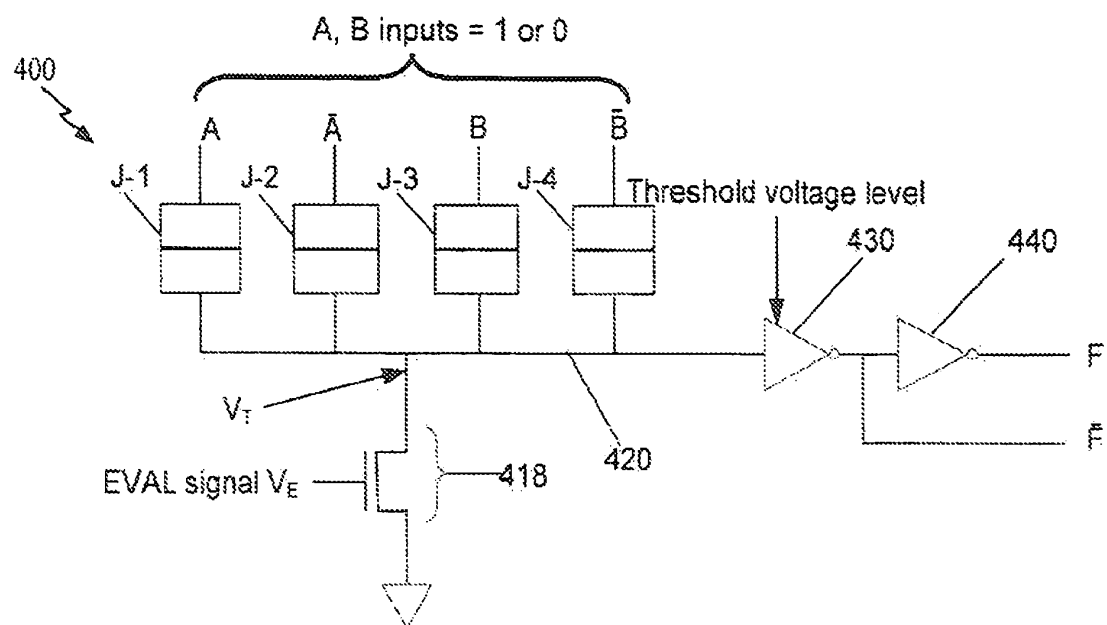 A, B inputs = 1 or 0
400
A Ā B B̄
J-1 J-2 J-3 J-4
Threshold voltage level
430 440
F
V_T
F̄
420
EVAL signal V_E
418